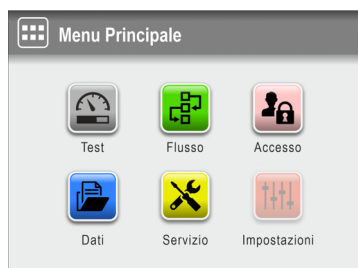 Menu Principale
Test Flusso Accesso
Dati Servizio Impostazioni